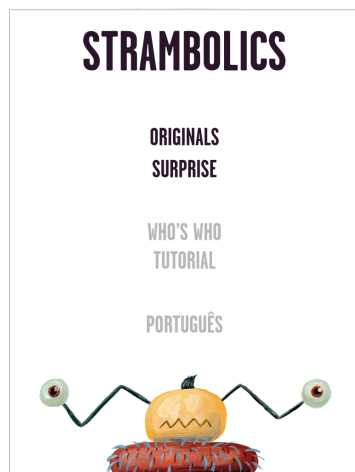 STRAMBOLICS
ORIGINALS
SURPRISE
WHO'S WHO
TUTORIAL
PORTUGUÊS